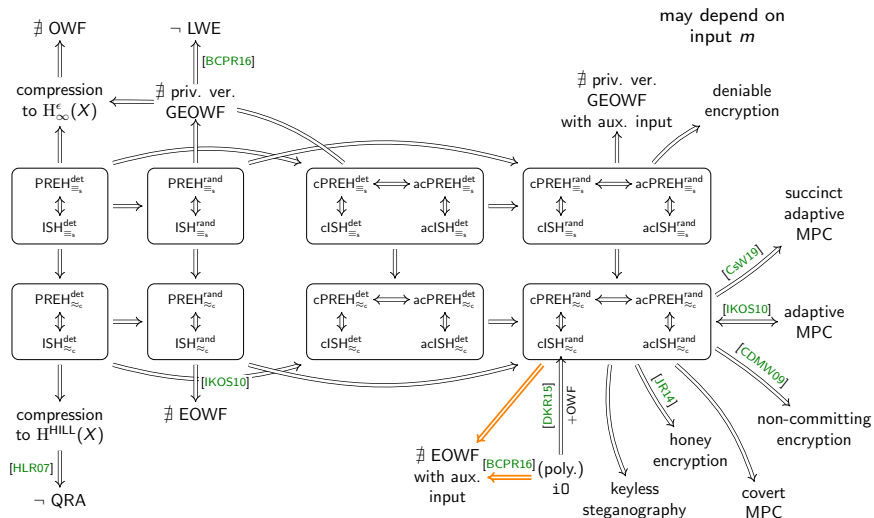 ∄ OWF
¬ LWE
may depend on
input m
[BCPR16]
compression
to H^ϵ_∞(X)
∄ priv. ver.
GEOWF
∄ priv. ver.
GEOWF
with aux. input
deniable
encryption
PREH^det_≡s
ISH^det_≡s
PREH^rand_≡s
ISH^rand_≡s
cPREH^det_≡s acPREH^det_≡s
cISH^det_≡s acISH^det_≡s
cPREH^rand_≡s acPREH^rand_≡s
cISH^rand_≡s acISH^rand_≡s
succinct
adaptive
MPC
[CsW19]
PREH^det_≈c
ISH^det_≈c
PREH^rand_≈c
ISH^rand_≈c
cPREH^det_≈c acPREH^det_≈c
cISH^det_≈c acISH^det_≈c
cPREH^rand_≈c acPREH^rand_≈c
cISH^rand_≈c acISH^rand_≈c
[IKOS10]
adaptive
MPC
[CDMW09]
non-committing
encryption
[IKOS10]
compression
to H^HILL(X)
∄ EOWF
[HLR07]
¬ QRA
[DKR15]
+OWF
[JR14]
∄ EOWF
with aux.
input
[BCPR16]
(poly.)
iO
keyless
steganography
honey
encryption
covert
MPC